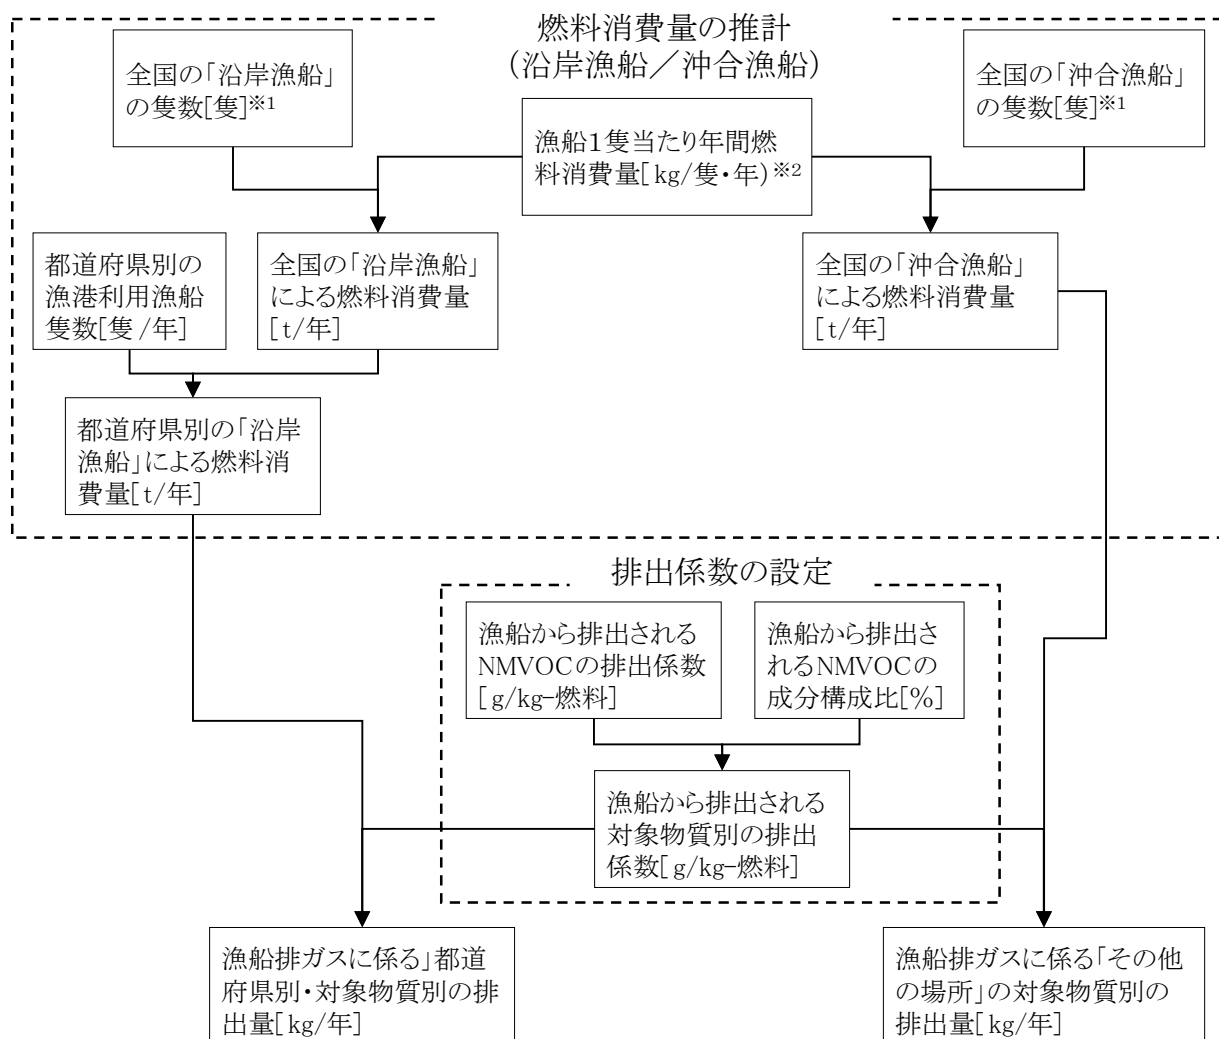 燃料消費量の推計
(沿岸漁船／沖合漁船)
全国の「沿岸漁船」
の隻数[隻]※1
全国の「沖合漁船」
の隻数[隻]※1
漁船１隻当たり年間燃
料消費量[kg/隻・年)※2
都道府県別の
漁港利用漁船
隻数[隻/年]
全国の「沿岸漁船」
による燃料消費量
[t/年]
全国の「沖合漁船」
による燃料消費量
[t/年]
都道府県別の「沿岸
漁船」による燃料消
費量[t/年]
排出係数の設定
漁船から排出される
NMVOCの排出係数
[g/kg-燃料]
漁船から排出さ
れるNMVOCの
成分構成比[%]
漁船から排出される
対象物質別の排出
係数[g/kg-燃料]
漁船排ガスに係る」都道
府県別・対象物質別の排
出量[kg/年]
漁船排ガスに係る「その他
の場所」の対象物質別の
排出量[kg/年]